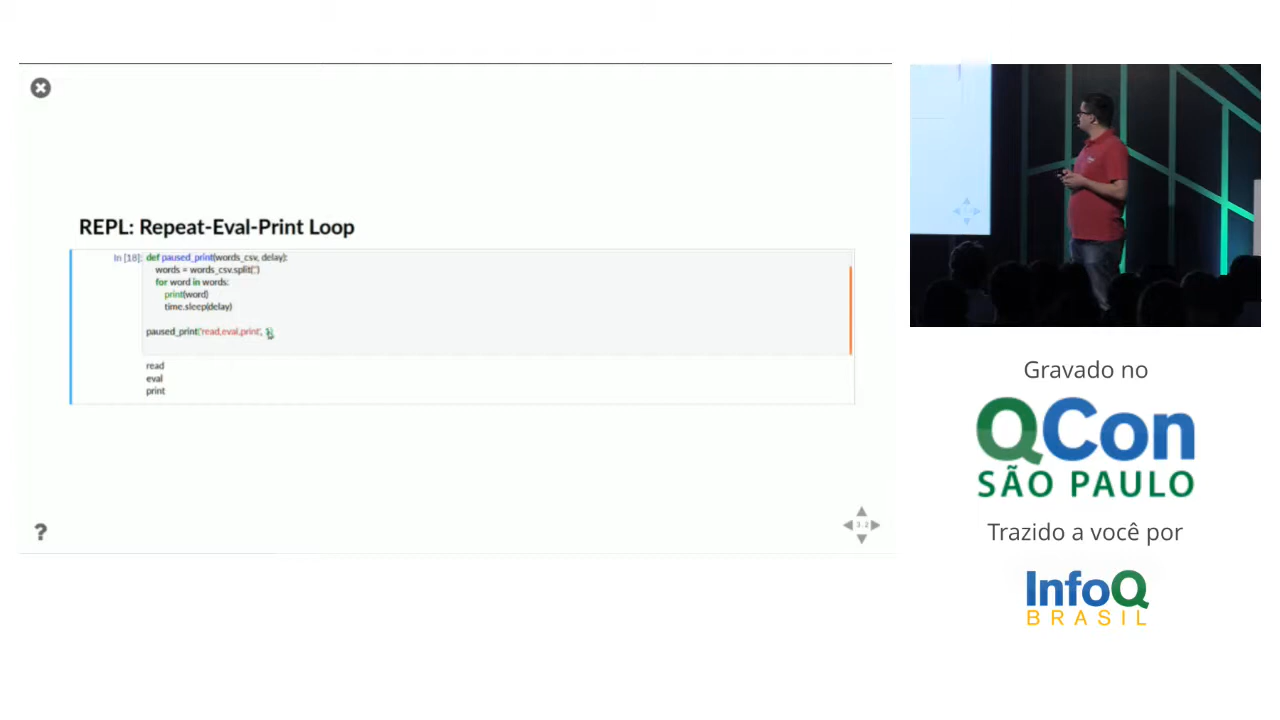 REPL: Repeat-Eval-Print Loop
In [18]: def paused_print(words_csv, delay):
words = words_csv.split(',')
for word in words:
print(word)
time.sleep(delay)
paused_print('read,eval,print',
read
eval
print
?
3.2
Gravado no
QCon
SÃO PAULO
Trazido a você por
InfoQ
BRASIL